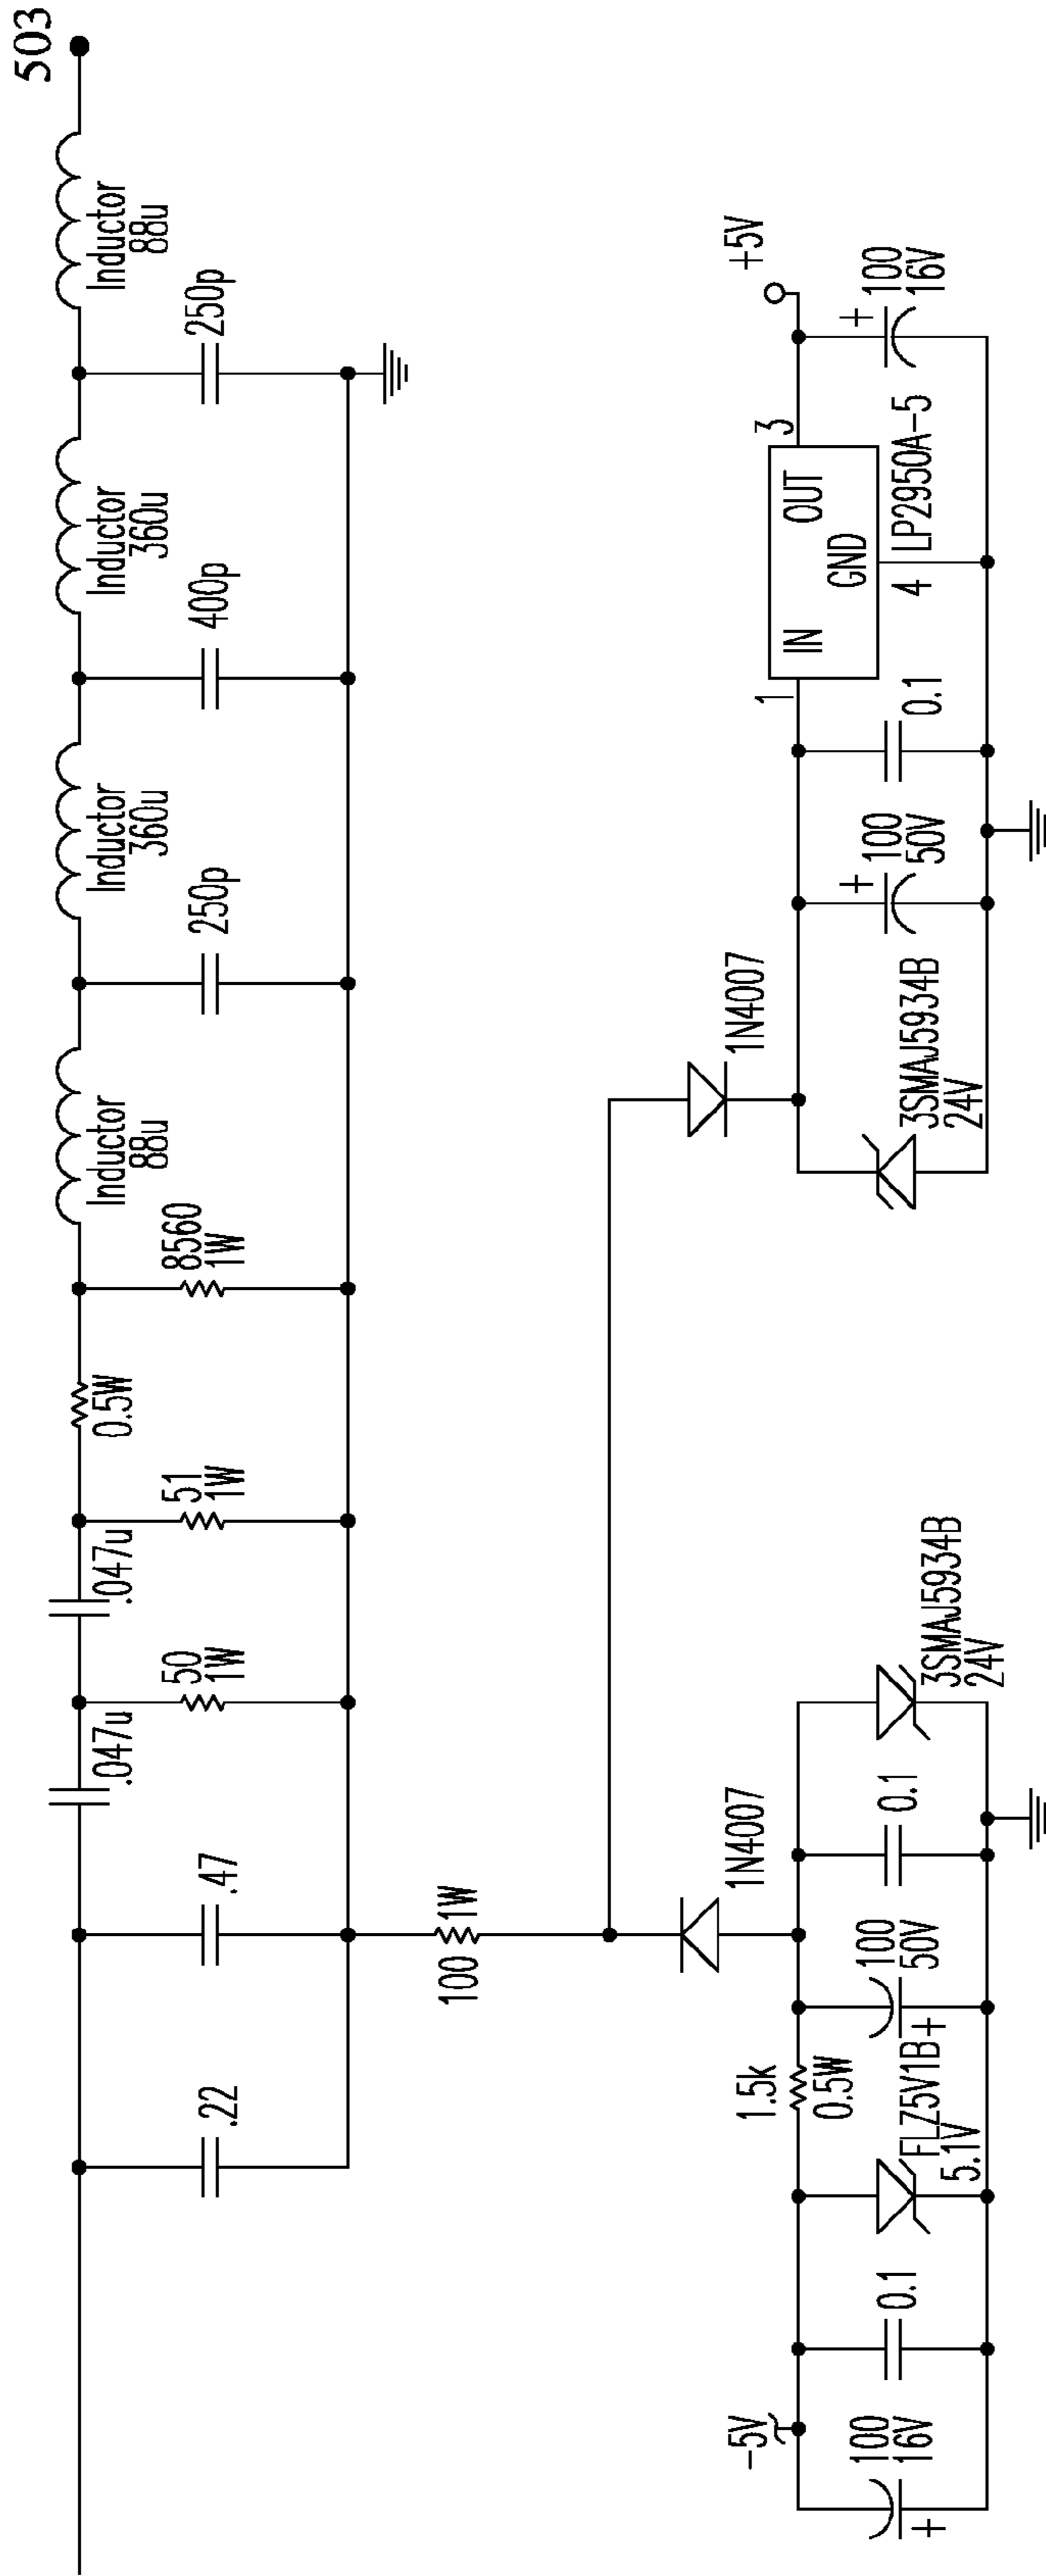 503
Inductor
88u
250p
Inductor
360u
400p
Inductor
360u
250p
Inductor
88u
8560
1W
0.5W
51
1W
.047u
50
1W
.047u
.47
.22
100
1W
1N4007
+5V
+
100
16V
3
OUT
GND
IN
4
LP2950A-5
1
0.1
+
100
50V
3SMAJ5934B
24V
1N4007
3SMAJ5934B
24V
0.1
100
50V
+
1.5k
0.5W
FLZ5V1B
5.1V
0.1
-5V
100
16V
+